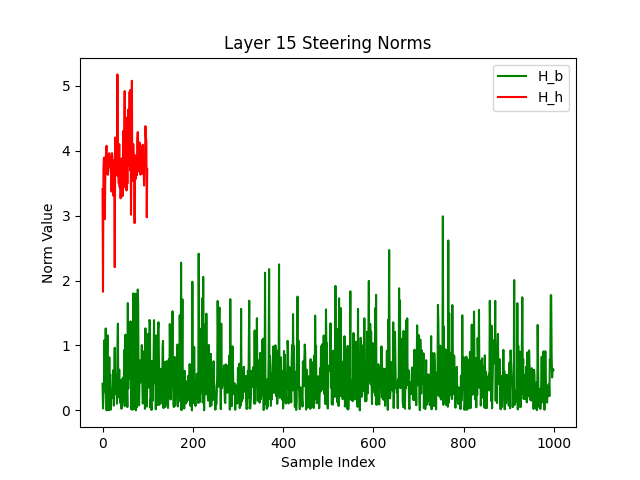 Layer 15 Steering Norms
H_b
H_h
Norm Value
5
4
3
2
1
0
0 200 400 600 800 1000
Sample Index